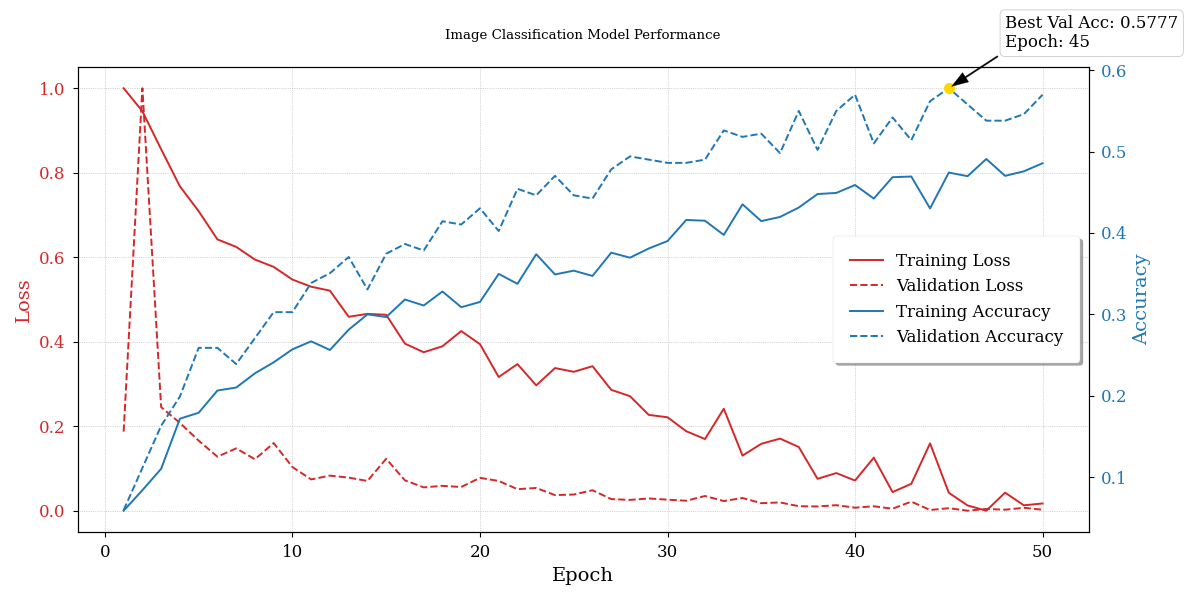 Best Val Acc: 0.5777
Epoch: 45
Image Classification Model Performance
1.0
0.8
0.6
0.4
0.2
0.0
Loss
0.6
0.5
0.4
0.3
0.2
0.1
Accuracy
Training Loss
Validation Loss
Training Accuracy
Validation Accuracy
0
10
20
30
40
50
Epoch